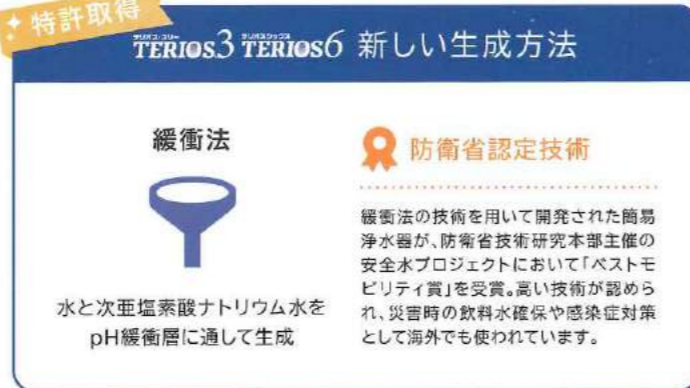 特許取得
テリオス・スリー テリオスシックス
TERIOS3 TERIOS6 新しい生成方法
緩衝法
水と次亜塩素酸ナトリウム水を
pH緩衝層に通して生成
防衛省認定技術
緩衝法の技術を用いて開発された簡易
浄水器が、防衛省技術研究本部主催の
安全水プロジェクトにおいて「ベストモ
ビリティ賞」を受賞。高い技術が認めら
れ、災害時の飲料水確保や感染症対策
として海外でも使われています。